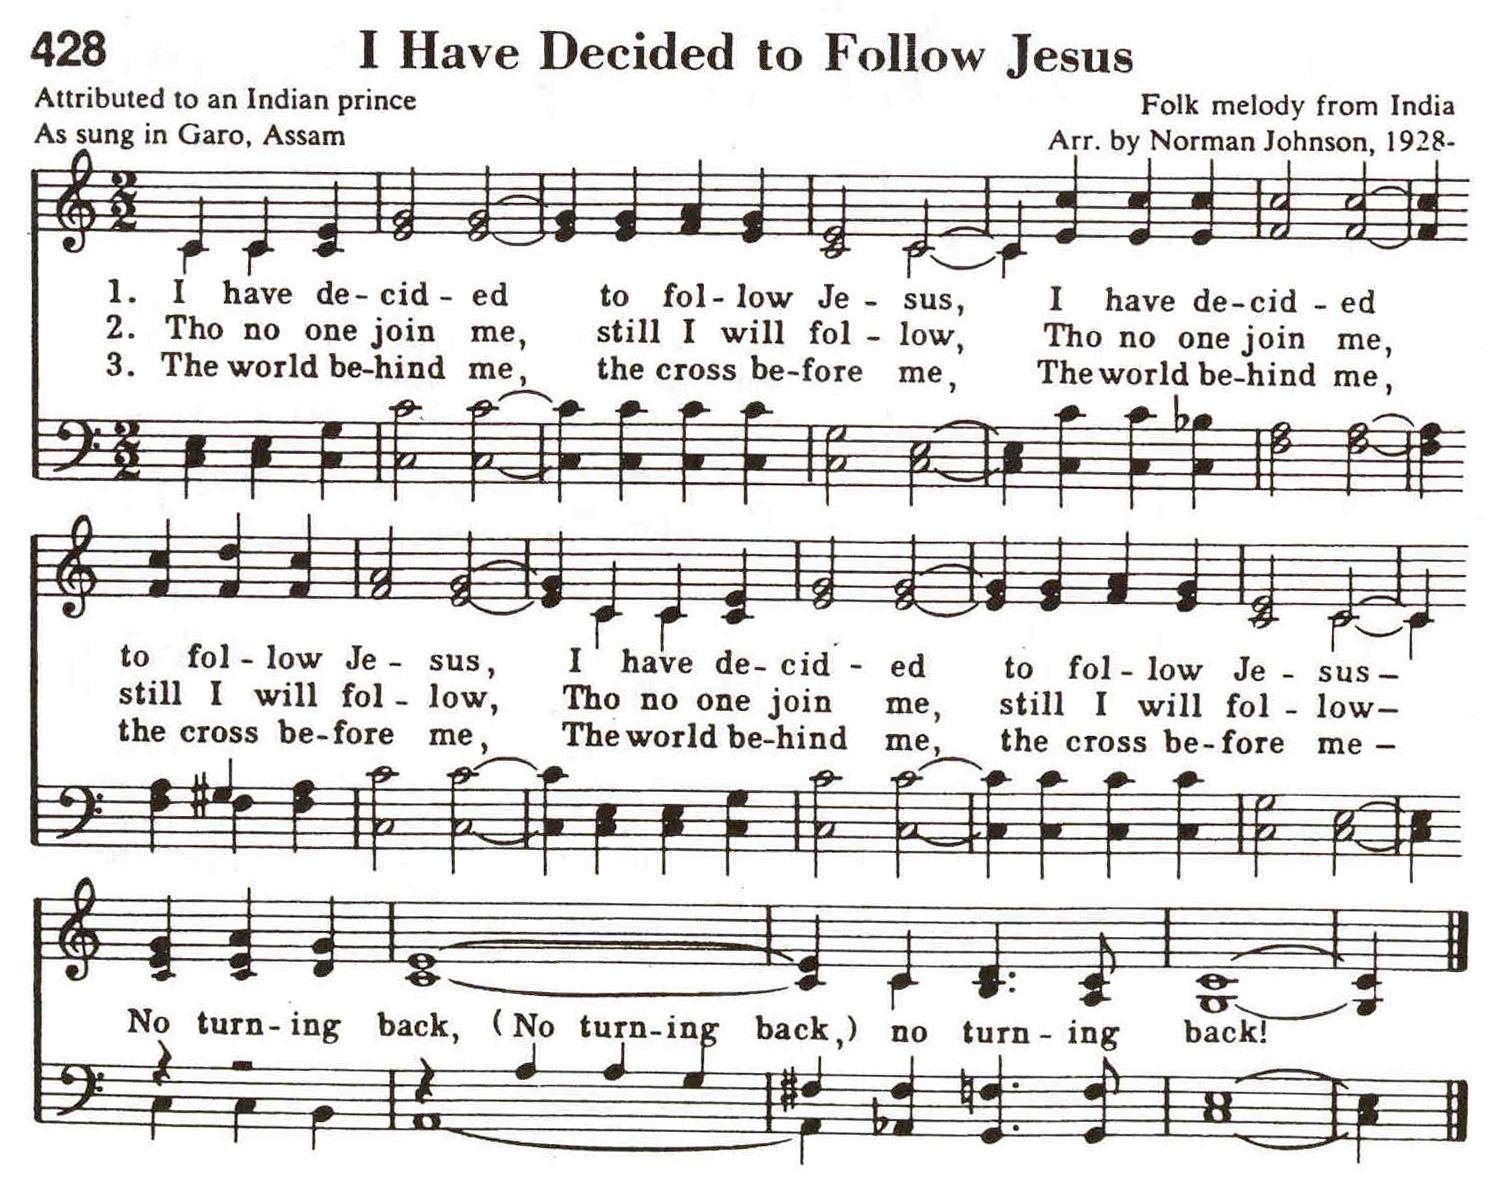 428
I Have Decided to Follow Jesus
Attributed to an Indian prince
Folk melody from India
As sung in Garo, Assam
Arr. by Norman Johnson, 1928-
1. I have de-cid-ed to fol-low Je-sus, I have de-cid-ed
2. Tho no one join me, still I will fol-low, Tho no one join me,
3. The world be-hind me, the cross be-fore me, The world be-hind me,
to fol-low Je-sus, I have de-cid-ed to fol-low Je-sus—
still I will fol-low, Tho no one join me, still I will fol-low—
the cross be-fore me, The world be-hind me, the cross be-fore me—
No turn-ing back, (No turn-ing back,) no turn-ing back!